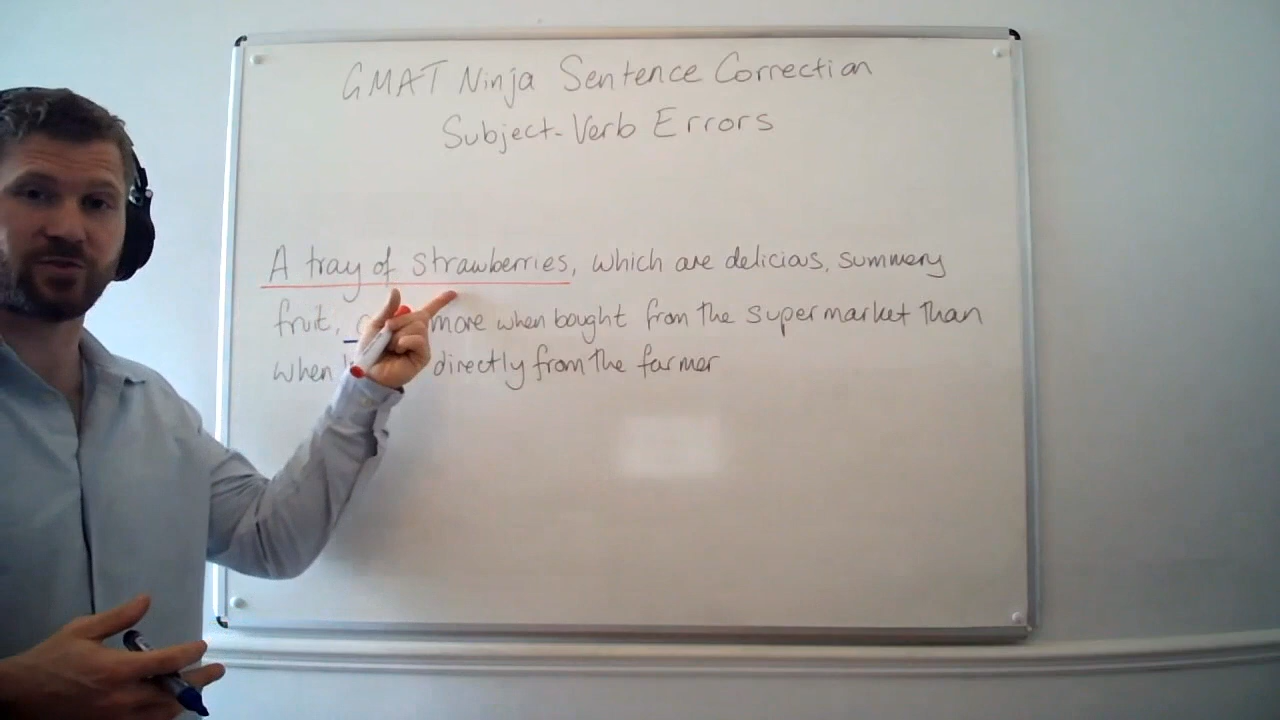 GMAT Ninja Sentence Correction
Subject-Verb Errors
A tray of strawberries, which are delicious, summery
fruit, more when bought from the supermarket than
when directly from the farmer